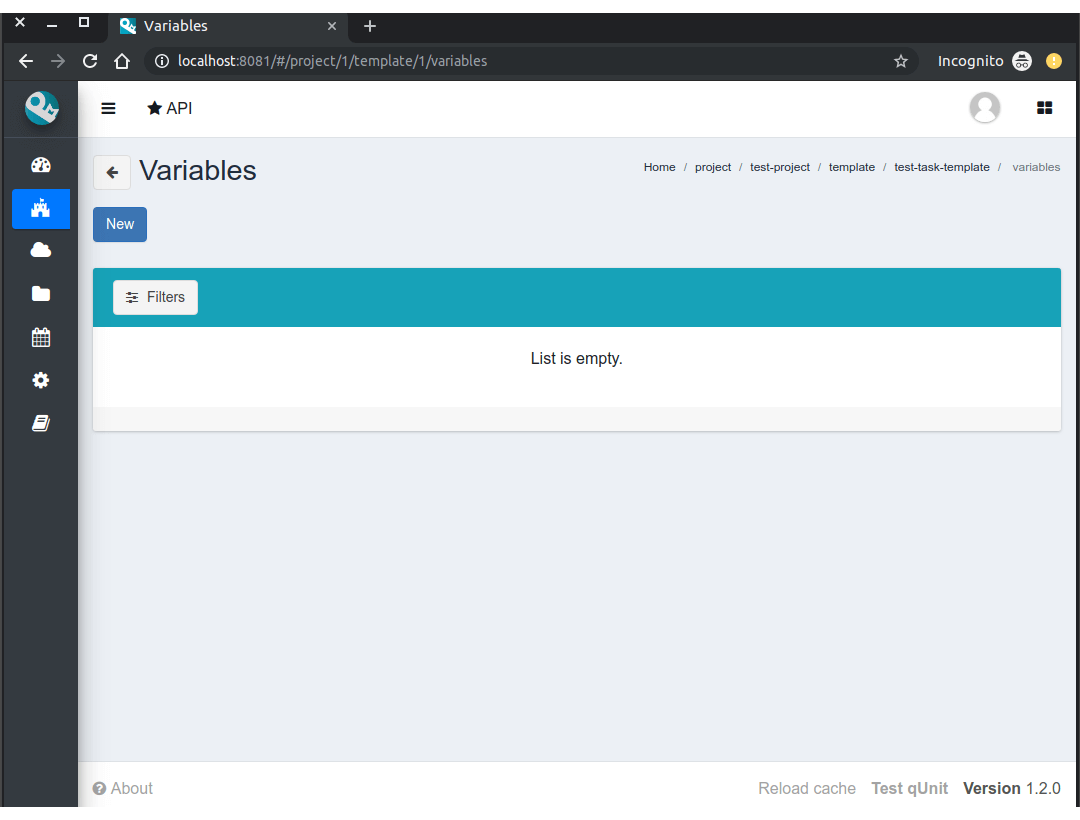 Variables
localhost:8081/#/project/1/template/1/variables
Incognito
API
Variables
Home / project / test-project / template / test-task-template / variables
New
Filters
List is empty.
About
Reload cache Test qUnit Version 1.2.0